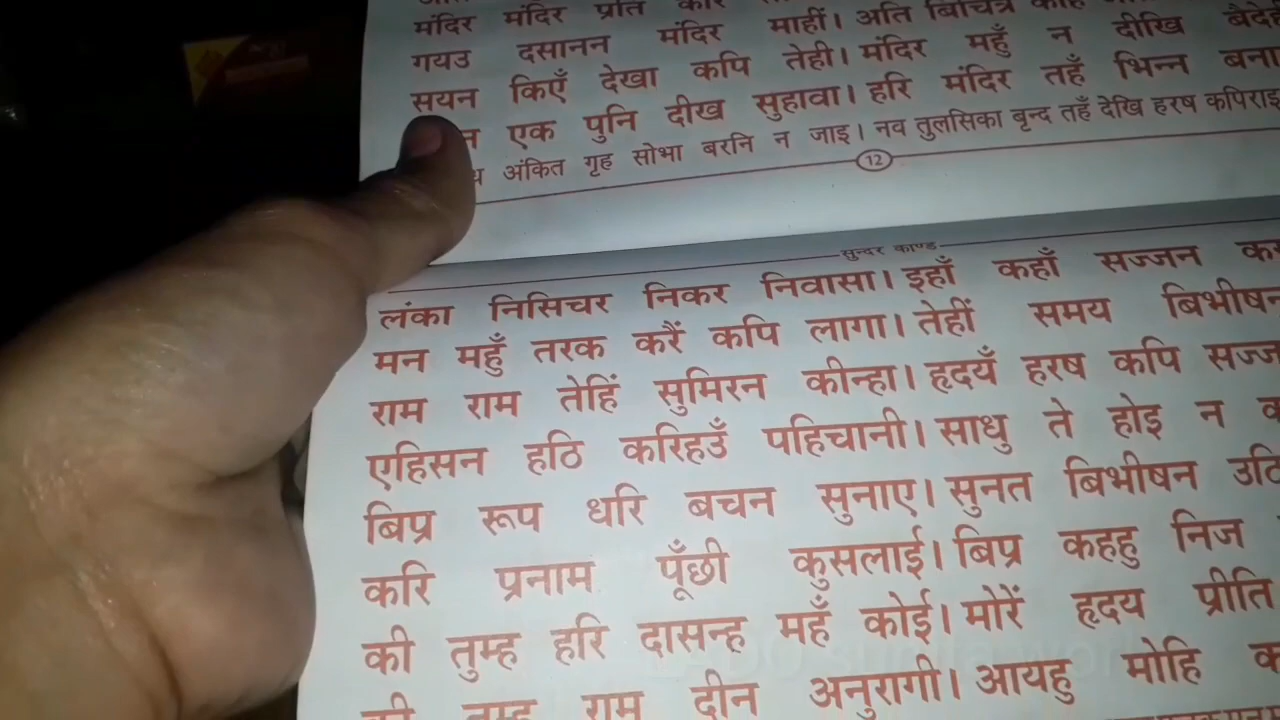 मंदिर मंदिर प्रति
गयउ दसानन मंदिर माहीं। अति बिचित्र
सयन किएँ देखा कपि तेही। मंदिर महुँ न दीखि
एक पुनि दीख सुहावा। हरि मंदिर तहँ भिन्न
अंकित गृह सोभा बरनि न जाइ। नव तुलसिका बृन्द तहँ देखि हरष
12
सुन्दर काण्ड
लंका निसिचर निकर निवासा। इहाँ कहाँ सज्जन
मन महुँ तरक करैं कपि लागा। तेहीं समय बिभीषन
राम राम तेहिं सुमिरन कीन्हा। हृदयँ हरष कपि
एहिसन हठि करिहउँ पहिचानी। साधु ते होइ न
बिप्र रूप धरि बचन सुनाए। सुनत बिभीषन
करि प्रनाम पूँछी कुसलाई। बिप्र कहहु निज
की तुम्ह हरि दासन्ह महँ कोई। मोरें हृदय प्रीति
तुम्ह राम दीन अनुरागी। आयहु मोहि